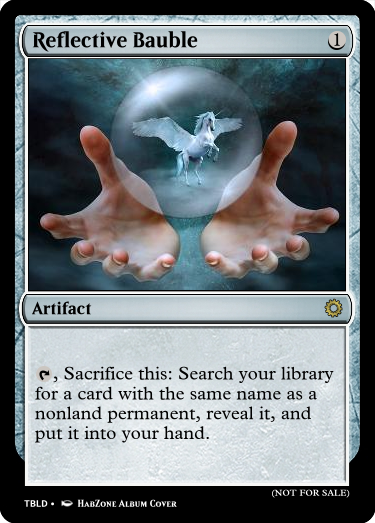 Reflective Bauble 1
Artifact
, Sacrifice this: Search your library
for a card with the same name as a
nonland permanent, reveal it, and
put it into your hand.
(NOT FOR SALE)
TBLD • HabZone Album Cover